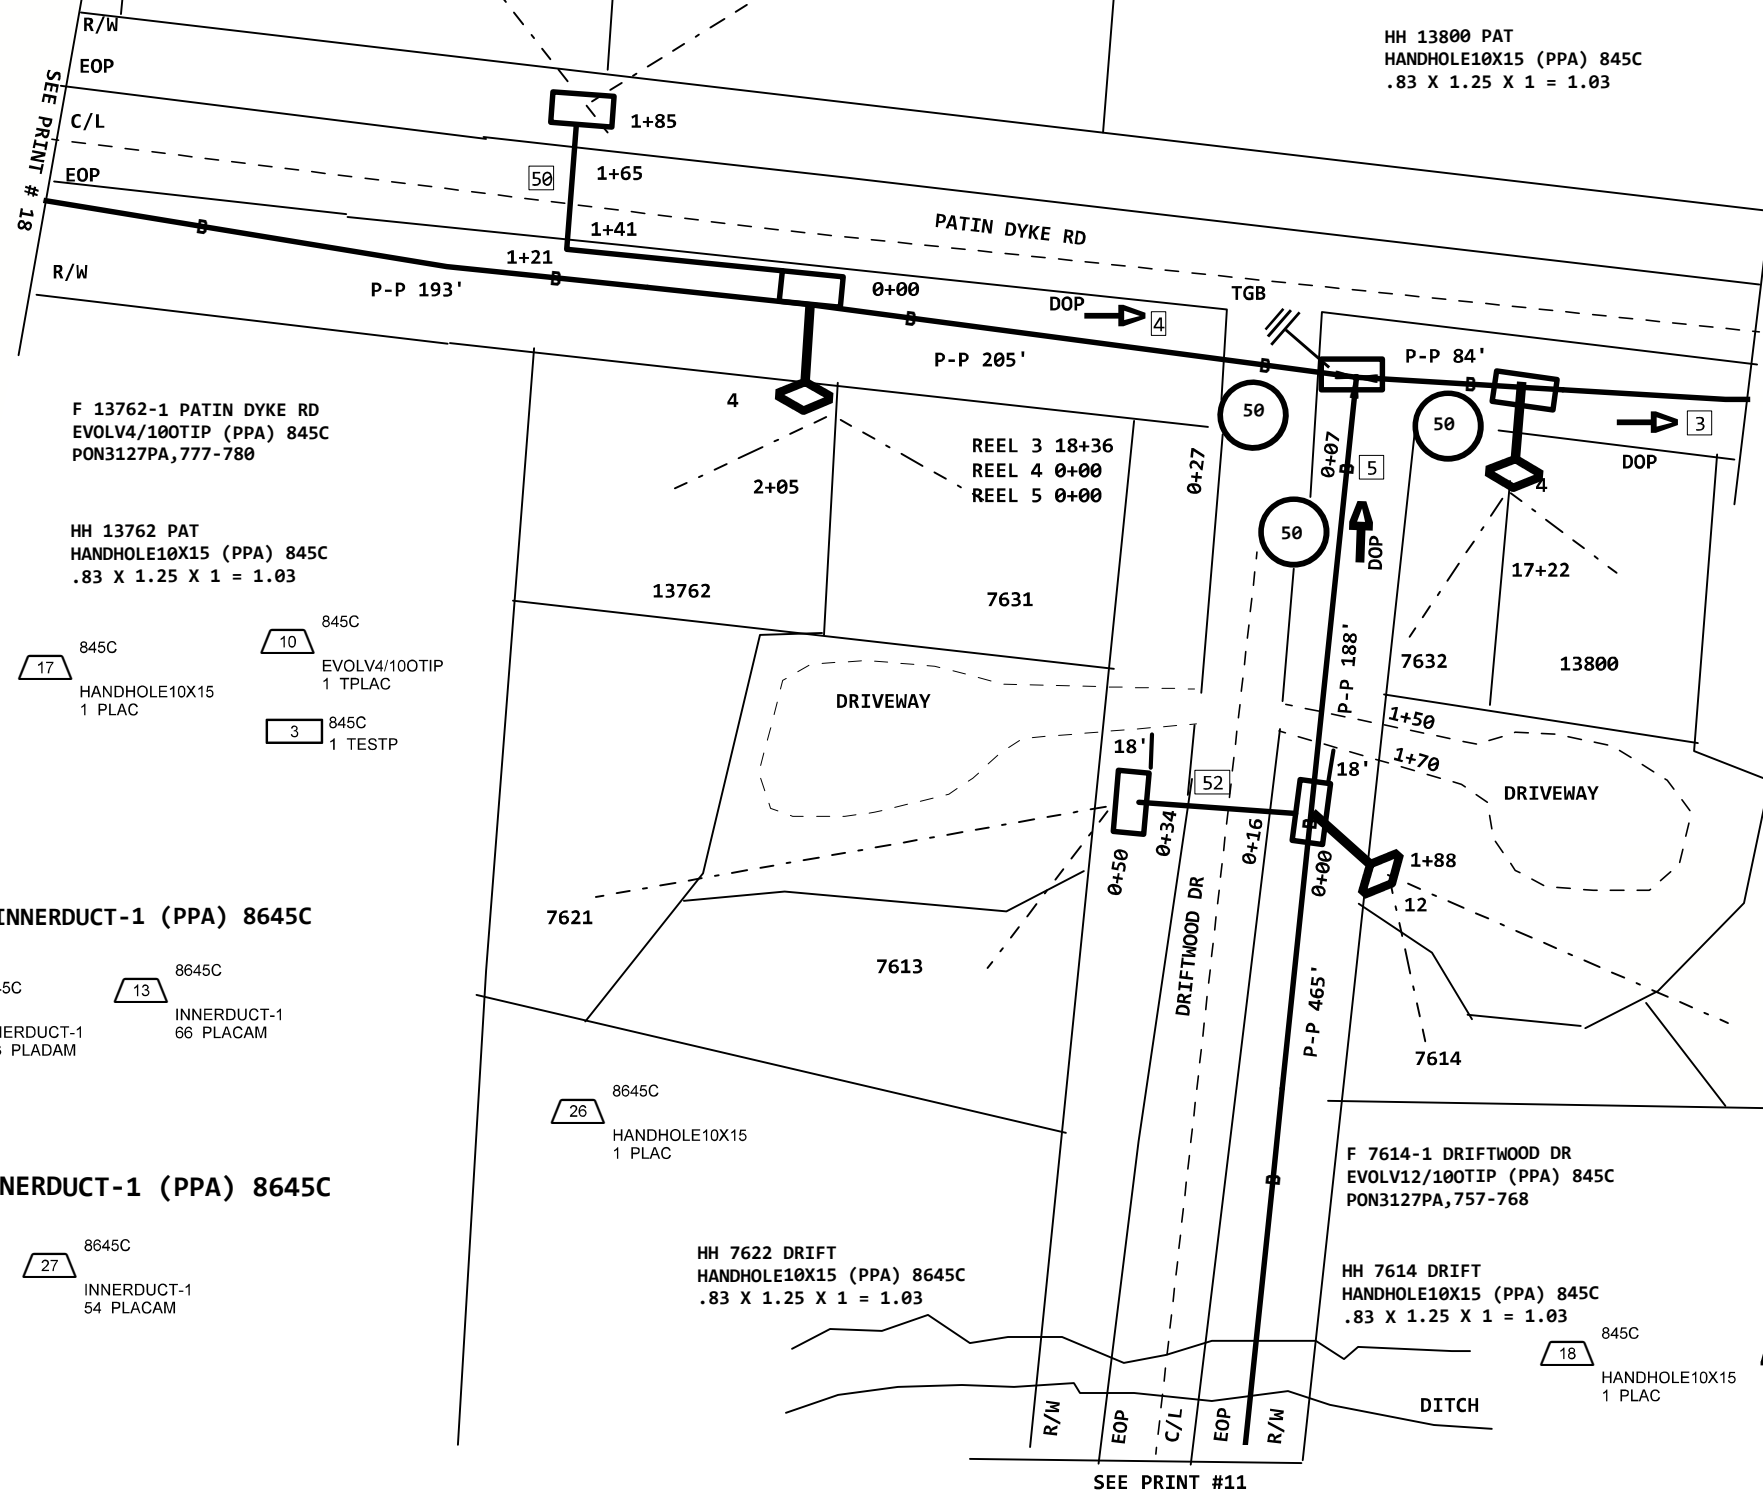 R/W
EOP
SEE PRINT # 18
C/L
EOP
R/W
HH 13800 PAT
HANDHOLE10X15 (PPA) 845C
.83 X 1.25 X 1 = 1.03
1+85
50
1+65
1+41
1+21
B
B
P-P 193'
0+00
B
PATIN DYKE RD
DOP
4
TGB
P-P 205'
B
P-P 84'
B
3
DOP
F 13762-1 PATIN DYKE RD
EVOLV4/100TIP (PPA) 845C
PON3127PA,777-780
4
50
50
0+27
0+07
B
5
4
REEL 3 18+36
REEL 4 0+00
REEL 5 0+00
2+05
HH 13762 PAT
HANDHOLE10X15 (PPA) 845C
.83 X 1.25 X 1 = 1.03
50
DOP
17+22
13762
7631
7632
13800
17
845C
HANDHOLE10X15
1 PLAC
10
845C
EVOLV4/10OTIP
1 TPLAC
3
845C
1 TESTP
P-P 188'
DRIVEWAY
1+50
1+70
18'
18'
52
DRIVEWAY
0+50
0+34
0+16
B
0+00
1+88
12
INNERDUCT-1 (PPA) 8645C
7621
7613
DRIFTWOOD DR
P-P 465'
7614
5C
13
8645C
INNERDUCT-1
66 PLACAM
NERDUCT-1
PLADAM
26
8645C
HANDHOLE10X15
1 PLAC
B
F 7614-1 DRIFTWOOD DR
EVOLV12/10OTIP (PPA) 845C
PON3127PA,757-768
NERDUCT-1 (PPA) 8645C
27
8645C
INNERDUCT-1
54 PLACAM
HH 7622 DRIFT
HANDHOLE10X15 (PPA) 8645C
.83 X 1.25 X 1 = 1.03
HH 7614 DRIFT
HANDHOLE10X15 (PPA) 845C
.83 X 1.25 X 1 = 1.03
18
845C
HANDHOLE10X15
1 PLAC
DITCH
R/W
EOP
C/L
EOP
R/W
SEE PRINT #11